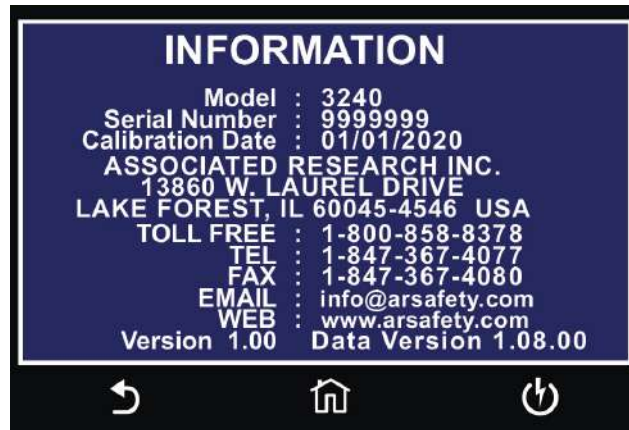 INFORMATION
Model : 3240
Serial Number : 9999999
Calibration Date : 01/01/2020
ASSOCIATED RESEARCH INC.
13860 W. LAUREL DRIVE
LAKE FOREST, IL 60045-4546 USA
TOLL FREE : 1-800-858-8378
TEL : 1-847-367-4077
FAX : 1-847-367-4080
EMAIL : info@arsafety.com
WEB : www.arsafety.com
Version 1.00 Data Version 1.08.00